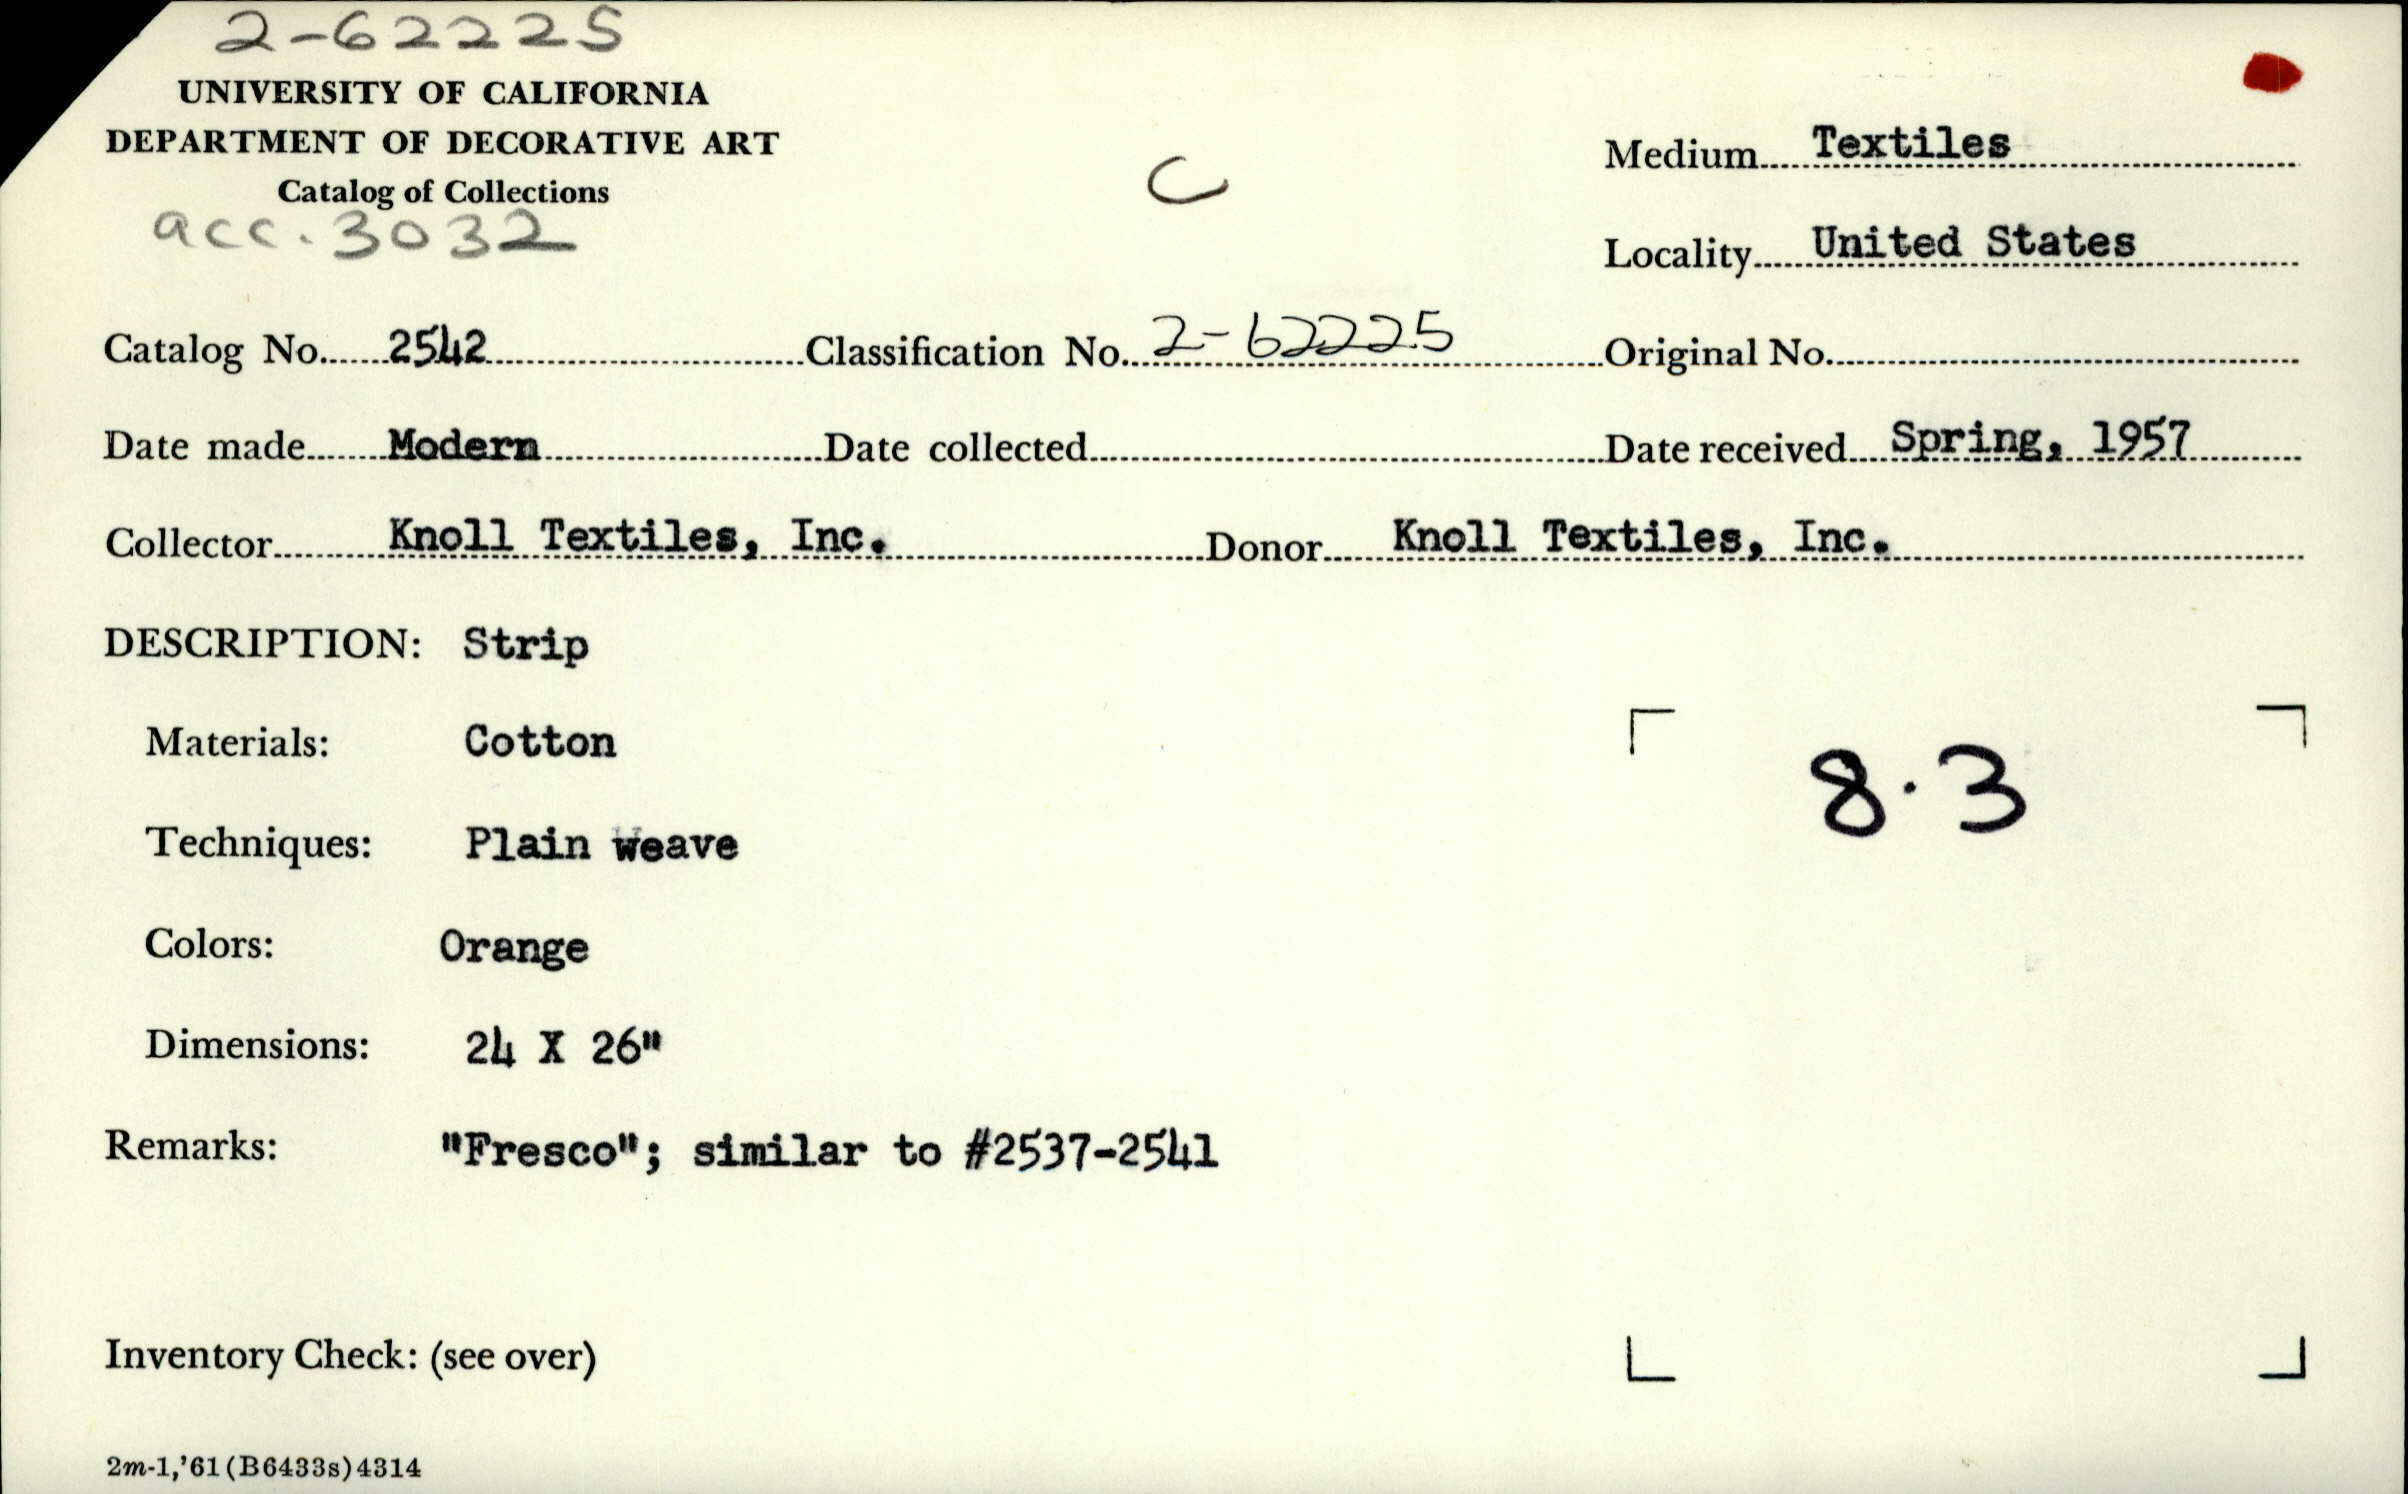 2-62225
UNIVERSITY OF CALIFORNIA
DEPARTMENT OF DECORATIVE ART
Catalog of Collections
acc. 3032
C
Medium Textiles
Locality United States
Catalog No. 2542 Classification No. 2-62225 Original No.
Date made Modern Date collected Date received Spring, 1957
Collector Knoll Textiles, Inc. Donor Knoll Textiles, Inc.
DESCRIPTION: Strip
Materials: Cotton
8.3
Techniques: Plain weave
Colors: Orange
Dimensions: 24 X 26"
Remarks: "Fresco"; similar to #2537-2541
Inventory Check: (see over)
2m-1,'61(B6433s)4314